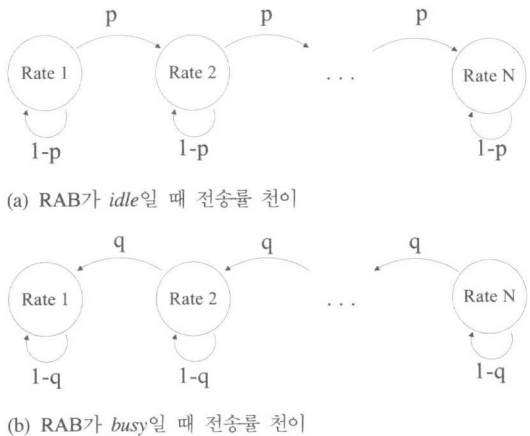 p p p
Rate 1 Rate 2 . . . Rate N
1-p 1-p 1-p
(a) RAB가 idle일 때 전송률 천이
q q q
Rate 1 Rate 2 . . . Rate N
1-q 1-q 1-q
(b) RAB가 busy일 때 전송률 천이